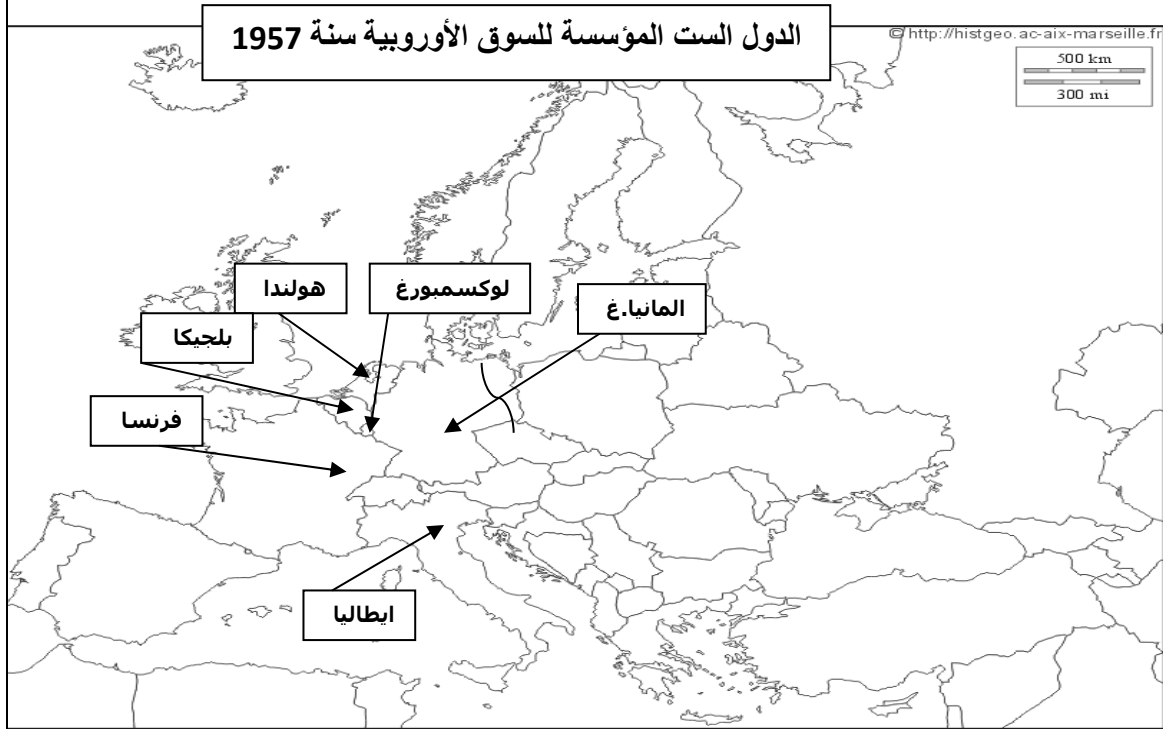 الدول الست المؤسسة للسوق الأوروبية سنة 1957
© http://histgeo.ac-aix-marseille.fr
500 km
300 mi
هولندا
لوكسمبورغ
المانيا.غ
بلجيكا
فرنسا
ايطاليا